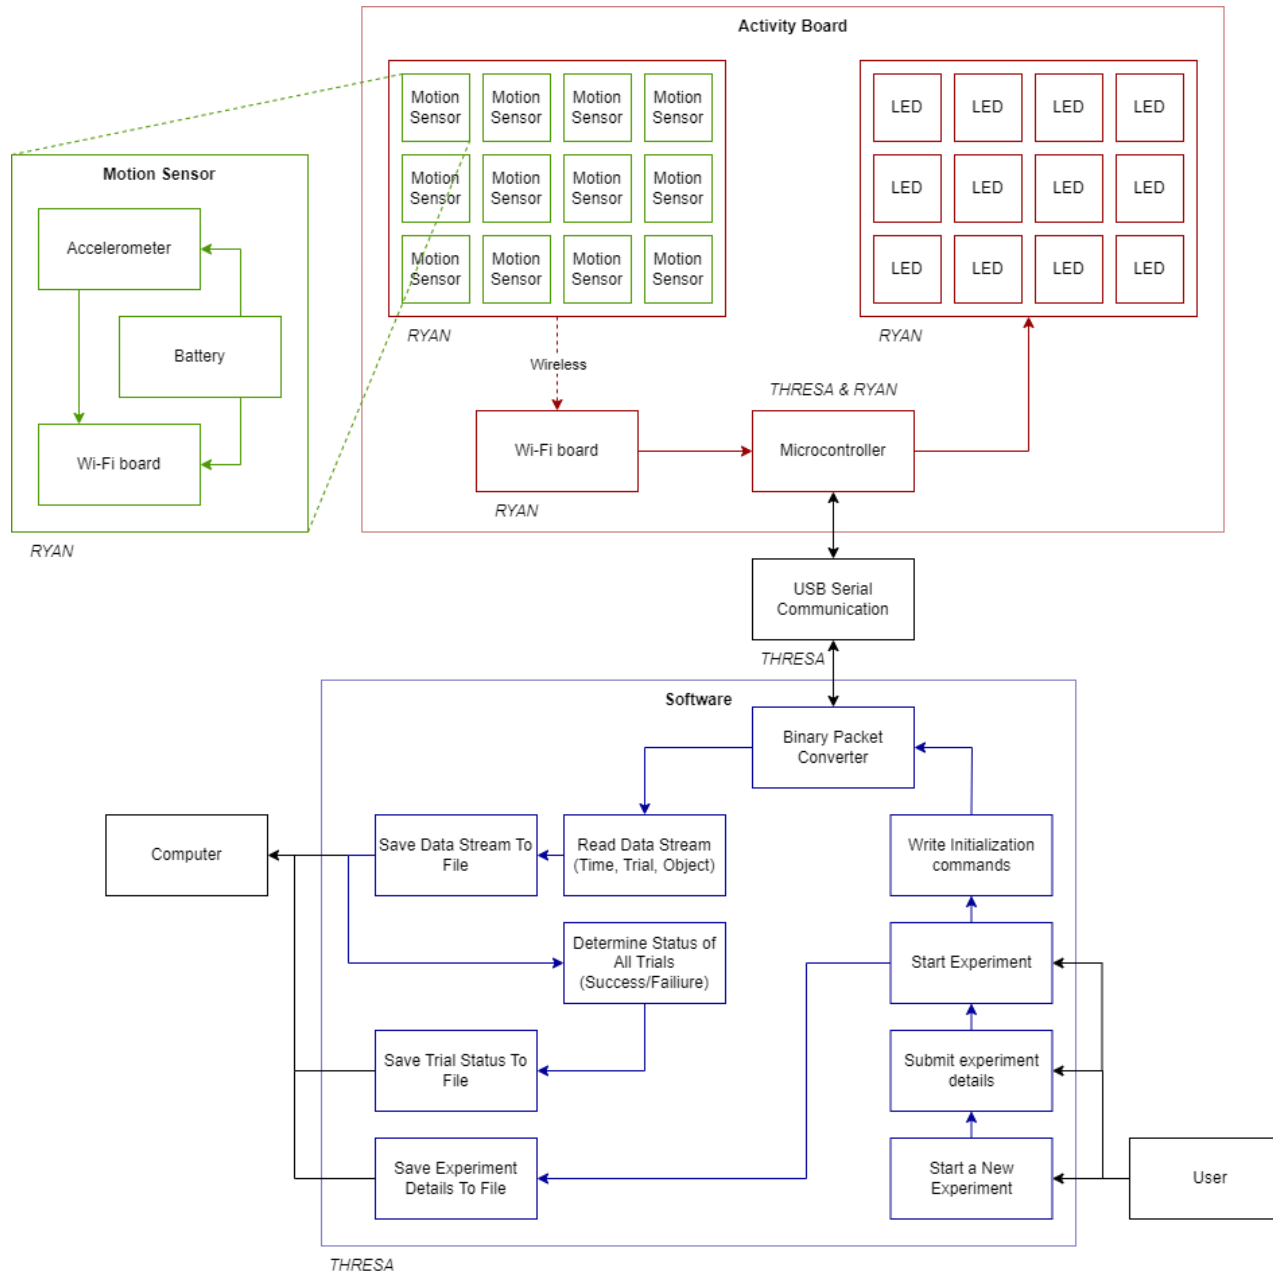 Activity Board
Motion
Sensor
Motion
Sensor
Motion
Sensor
Motion
Sensor
LED
LED
LED
LED
Motion Sensor
Motion
Sensor
Motion
Sensor
Motion
Sensor
Motion
Sensor
LED
LED
LED
LED
Accelerometer
Motion
Sensor
Motion
Sensor
Motion
Sensor
Motion
Sensor
LED
LED
LED
LED
Battery
RYAN
RYAN
Wireless
THRESA & RYAN
Wi-Fi board
Wi-Fi board
Microcontroller
RYAN
RYAN
USB Serial
Communication
THRESA
Software
Binary Packet
Converter
Computer
Save Data Stream To
File
Read Data Stream
(Time, Trial, Object)
Write Initialization
commands
Determine Status of
All Trials
(Success/Failiure)
Start Experiment
Save Trial Status To
File
Submit experiment
details
Save Experiment
Details To File
Start a New
Experiment
User
THRESA